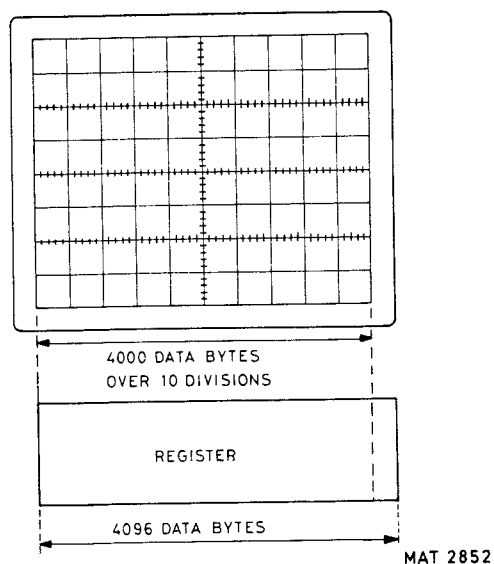 4000 DATA BYTES
OVER 10 DIVISIONS
REGISTER
4096 DATA BYTES
MAT 2852